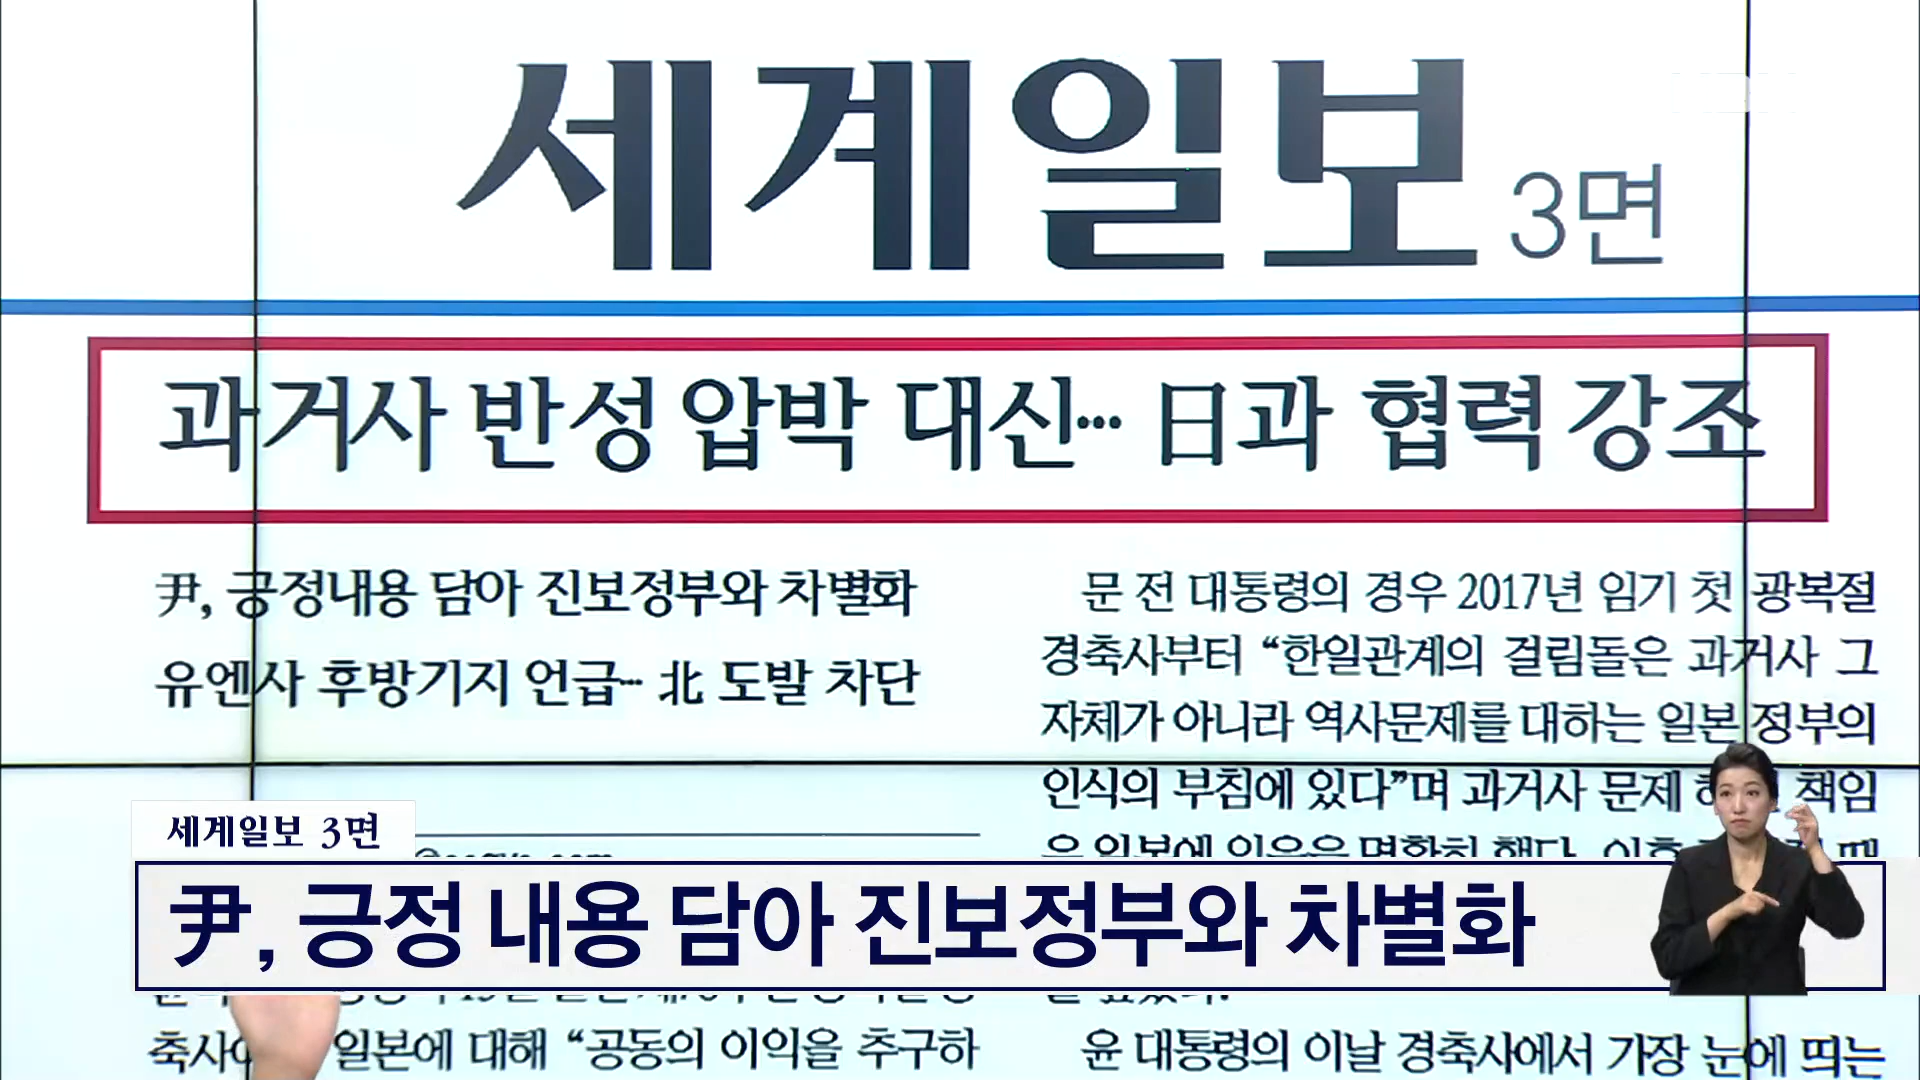 세계일보 3면
과거사 반성 압박 대신… 日과 협력 강조
尹, 긍정내용 담아 진보정부와 차별화
유엔사 후방기지 언급… 北 도발 차단
문 전 대통령의 경우 2017년 임기 첫 광복절
경축사부터 “한일관계의 걸림돌은 과거사 그
자체가 아니라 역사문제를 대하는 일본 정부의
인식의 부침에 있다”며 과거사 문제 책임
세계일보 3면
尹, 긍정 내용 담아 진보정부와 차별화
일본에 대해 “공동의 이익을 추구하
윤 대통령의 이날 경축사에서 가장 눈에 띄는